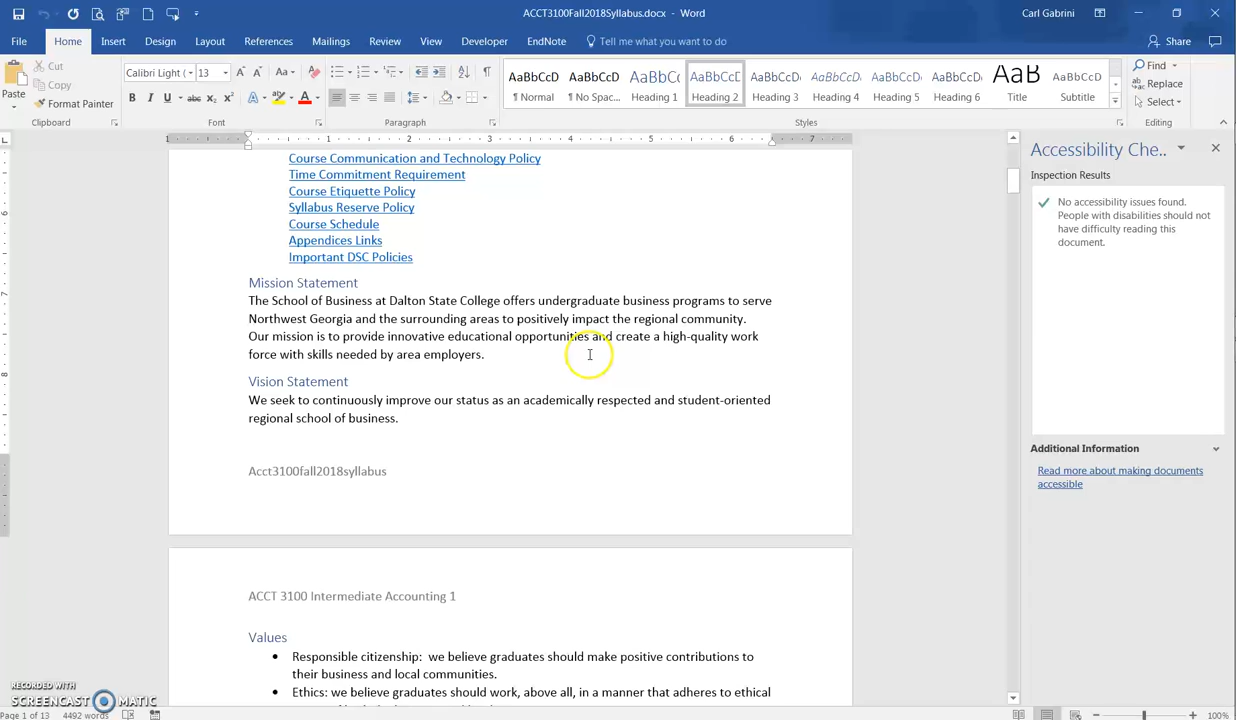 ACCT3100Fall2018Syllabus.docx - Word
Carl Gabrini
File Home Insert Design Layout References Mailings Review View Developer EndNote Tell me what you want to do Share
Paste
Cut
Copy
Format Painter
Clipboard
Calibri Light ( 13
Font
Paragraph
AaBbCcD AaBbCcD AaBbC( AaBbCcD AaBbCcD AaBbCcD AaBbCcD AaBbCcD AaB AaBbCcD
¶ Normal ¶ No Spac... Heading 1 Heading 2 Heading 3 Heading 4 Heading 5 Heading 6 Title Subtitle
Styles
Find
Replace
Select
Editing
1 1 2 3 4 5 6 7
Course Communication and Technology Policy
Time Commitment Requirement
Course Etiquette Policy
Syllabus Reserve Policy
Course Schedule
Appendices Links
Important DSC Policies
Mission Statement
The School of Business at Dalton State College offers undergraduate business programs to serve
Northwest Georgia and the surrounding areas to positively impact the regional community.
Our mission is to provide innovative educational opportunities and create a high-quality work
force with skills needed by area employers.
Vision Statement
We seek to continuously improve our status as an academically respected and student-oriented
regional school of business.
Acct3100fall2018syllabus
ACCT 3100 Intermediate Accounting 1
Values
• Responsible citizenship:  we believe graduates should make positive contributions to
their business and local communities.
• Ethics: we believe graduates should work, above all, in a manner that adheres to ethical
Accessibility Che..
Inspection Results
No accessibility issues found.
People with disabilities should not
have difficulty reading this
document.
Additional Information
Read more about making documents
accessible
RECORDED WITH
SCREENCAST MATIC
Page 1 of 13 4492 words
100%